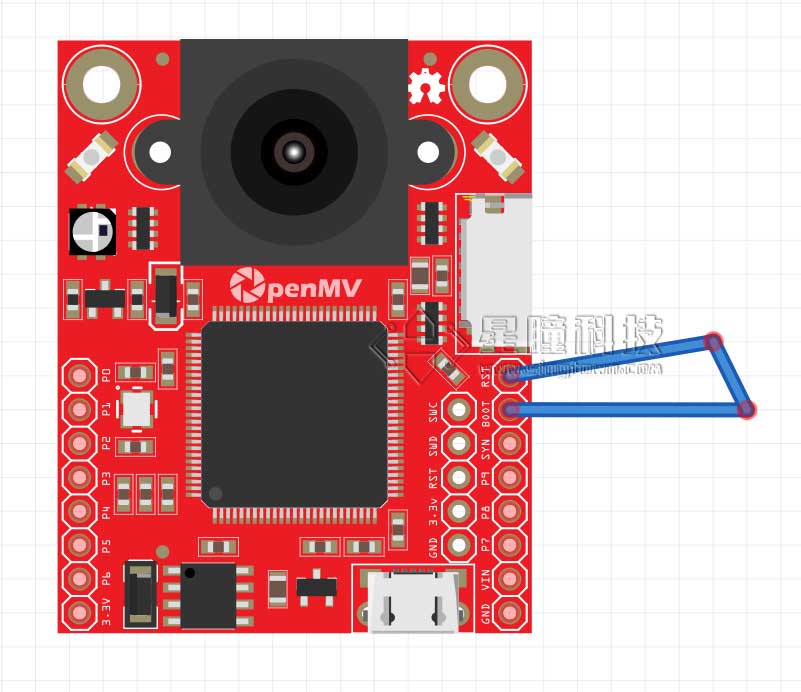 OpenMV
星瞳科技
P0
P1
P2
P3
P4
P5
P6
3.3V
SWC
SWD
RST
3.3v
GND
RST
BOOT
SYN
P9
P8
P7
VIN
GND